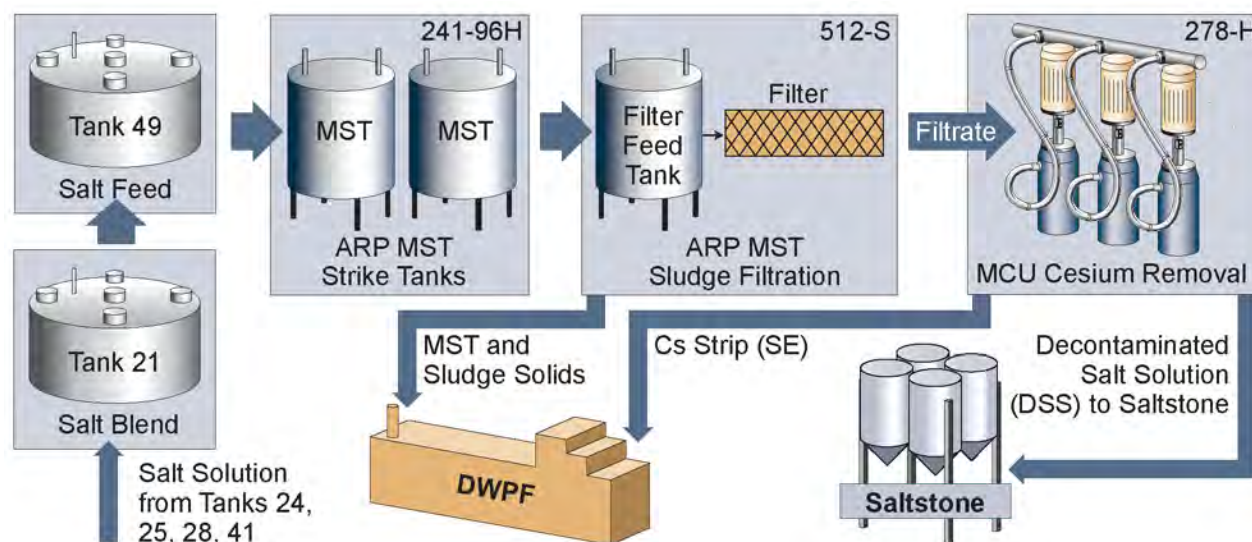 Tank 49
Salt Feed
Tank 21
Salt Blend
Salt Solution
from Tanks 24,
25, 28, 41
241-96H
MST
MST
ARP MST
Strike Tanks
512-S
Filter
Feed
Tank
Filter
ARP MST
Sludge Filtration
Filtrate
278-H
MCU Cesium Removal
MST and
Sludge Solids
Cs Strip (SE)
Decontaminated
Salt Solution
(DSS) to Saltstone
DWPF
Saltstone